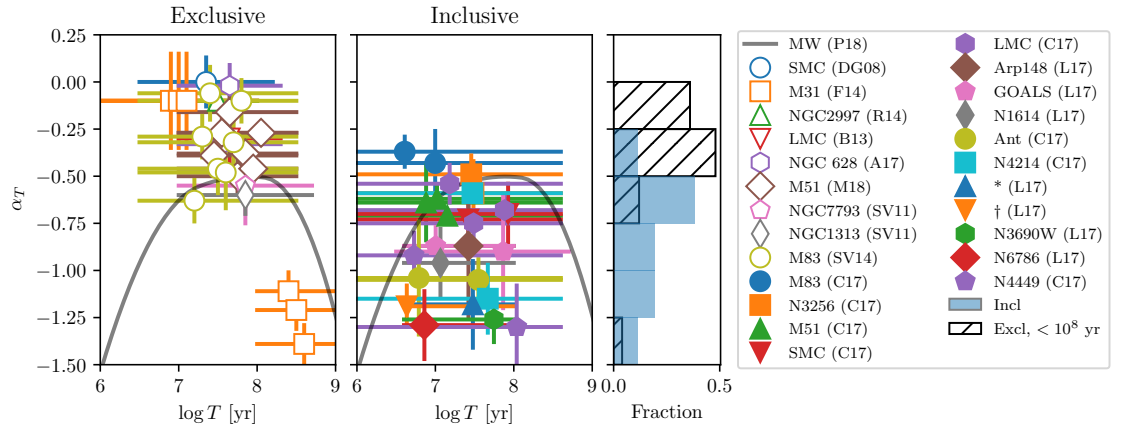 Exclusive
Inclusive
0.25
0.00
−0.25
−0.50
−0.75
−1.00
−1.25
−1.50
α_T
6 7 8 9
log T [yr]
6 7 8 9
log T [yr]
0.0 0.5
Fraction
MW (P18)
SMC (DG08)
M31 (F14)
NGC2997 (R14)
LMC (B13)
NGC 628 (A17)
M51 (M18)
NGC7793 (SV11)
NGC1313 (SV11)
M83 (SV14)
M83 (C17)
N3256 (C17)
M51 (C17)
SMC (C17)
LMC (C17)
Arp148 (L17)
GOALS (L17)
N1614 (L17)
Ant (C17)
N4214 (C17)
* (L17)
† (L17)
N3690W (L17)
N6786 (L17)
N4449 (C17)
Incl
Excl, < 10⁸ yr